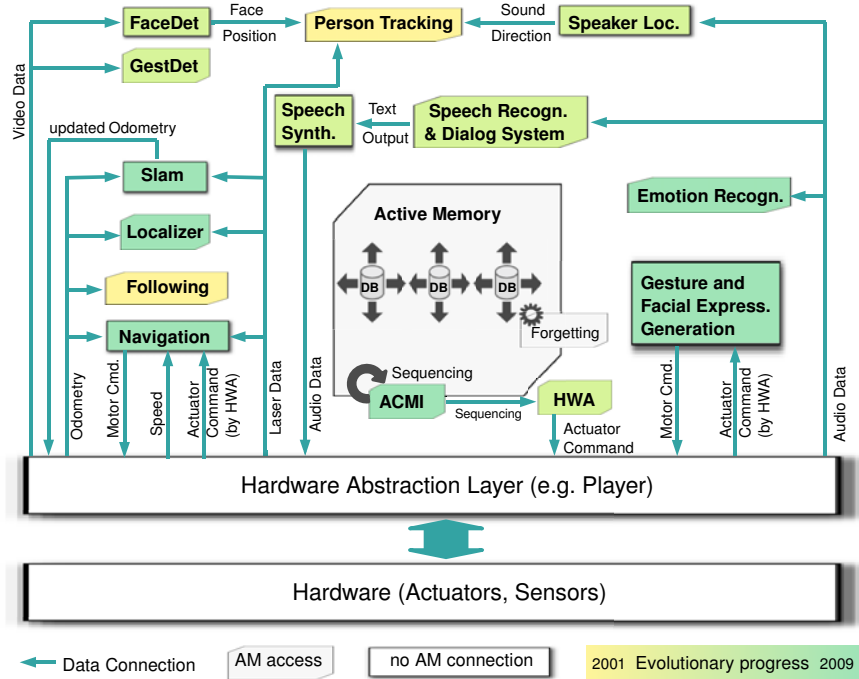 FaceDet
Face
Position
Person Tracking
Sound
Direction
Speaker Loc.
GestDet
Video Data
updated Odometry
Speech
Synth.
Text
Output
Speech Recogn.
& Dialog System
Slam
Localizer
Following
Navigation
Active Memory
DB
DB
DB
Forgetting
Emotion Recogn.
Gesture and
Facial Express.
Generation
Sequencing
ACMI
Sequencing
HWA
Actuator
Command
Odometry
Motor Cmd.
Speed
Actuator
Command
(by HWA)
Laser Data
Audio Data
Motor Cmd.
Actuator
Command
(by HWA)
Audio Data
Hardware Abstraction Layer (e.g. Player)
Hardware (Actuators, Sensors)
Data Connection
AM access
no AM connection
2001 Evolutionary progress 2009